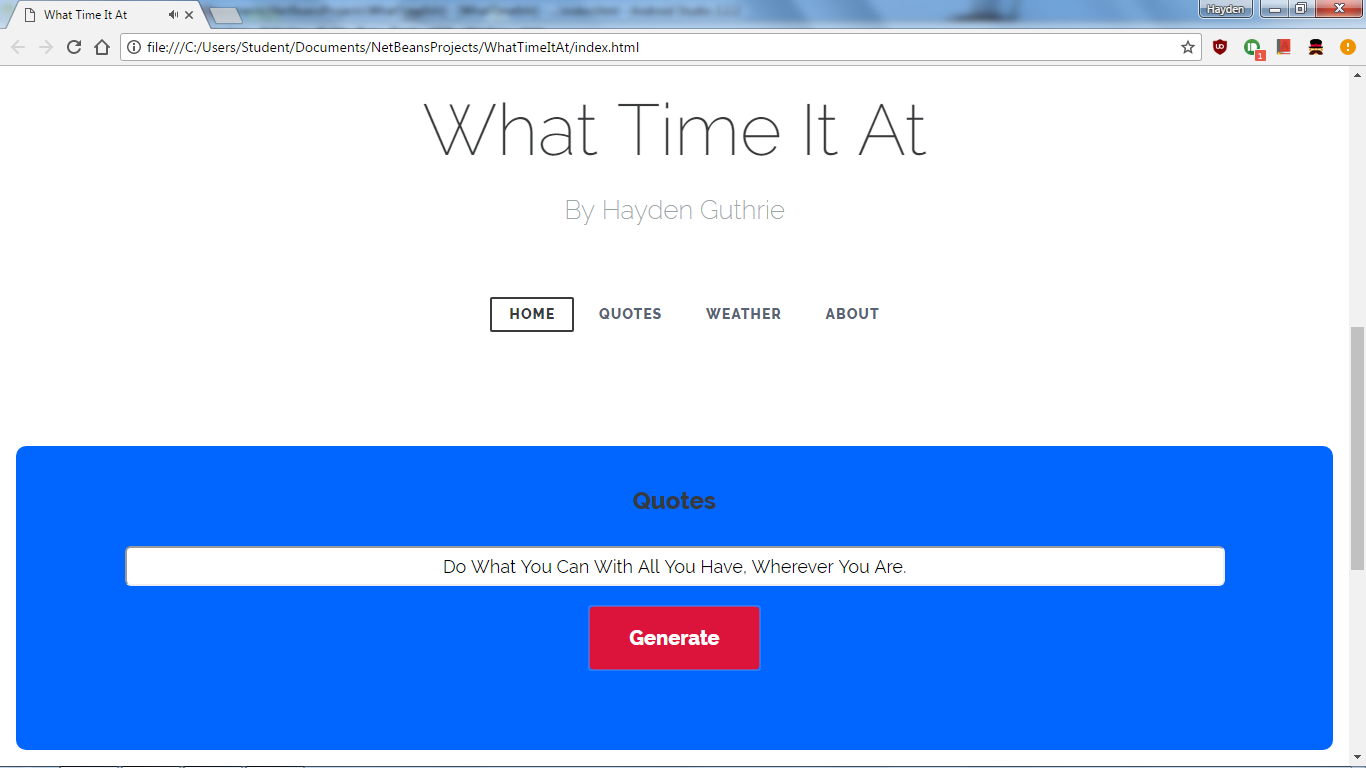 What Time It At
Hayden
file:///C:/Users/Student/Documents/NetBeansProjects/WhatTimeItAt/index.html
1
What Time It At
By Hayden Guthrie
HOME QUOTES WEATHER ABOUT
Quotes
Do What You Can With All You Have, Wherever You Are.
Generate